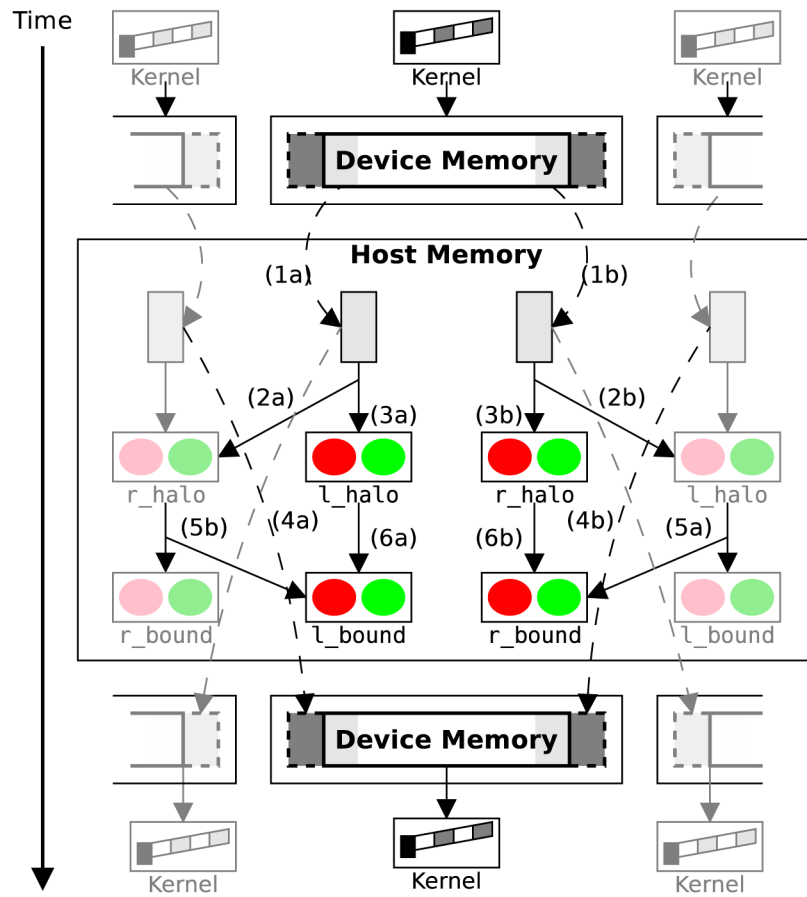 Time
Kernel Kernel Kernel
Device Memory
Host Memory
(1a) (1b)
(2a) (2b)
(3a) (3b)
r_halo l_halo r_halo l_halo
(5b) (4a) (6a) (6b) (4b) (5a)
r_bound l_bound r_bound l_bound
Device Memory
Kernel Kernel Kernel